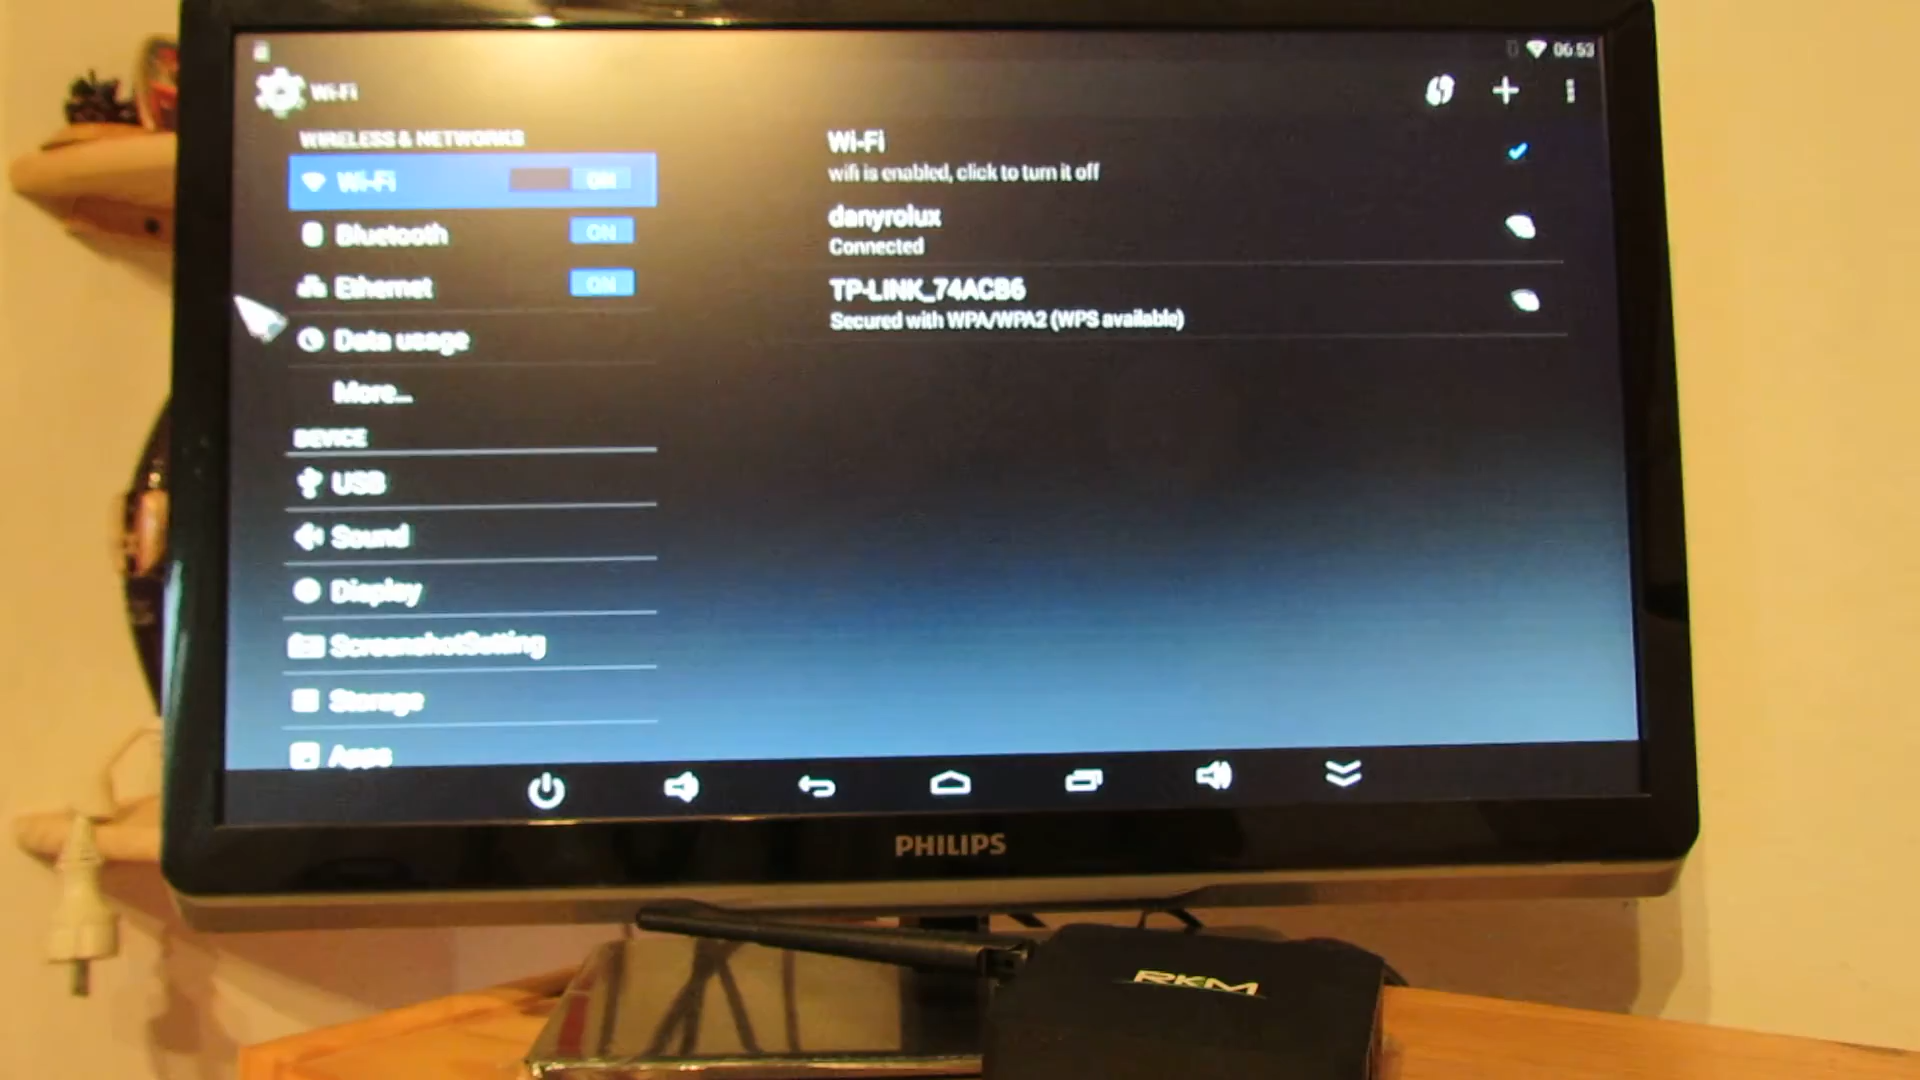 06:53
Wi-Fi
WIRELESS & NETWORKS
Wi-Fi ON
Bluetooth ON
Ethernet ON
Data usage
More...
DEVICE
USB
Sound
Display
ScreenshotSetting
Storage
Apps
Wi-Fi
wifi is enabled, click to turn it off
danyrolux
Connected
TP-LINK_74ACB6
Secured with WPA/WPA2 (WPS available)
PHILIPS
RKM